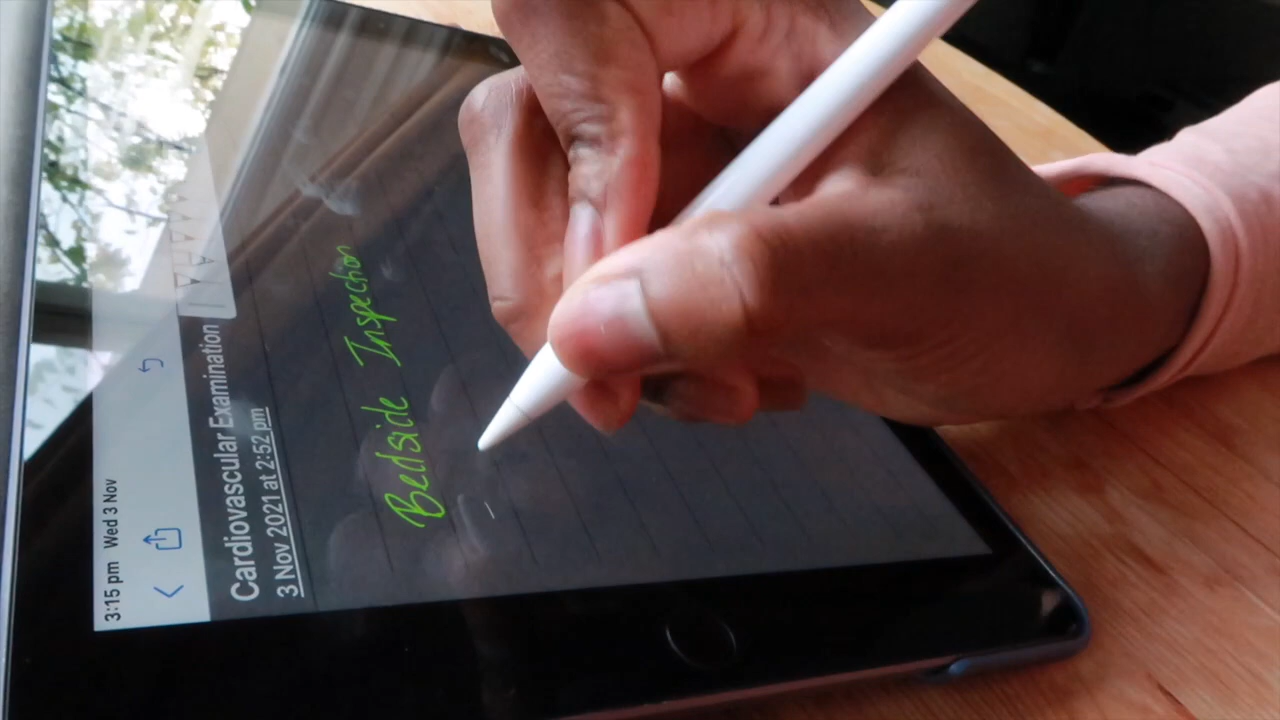 3:15 pm Wed 3 Nov
Cardiovascular Examination
3 Nov 2021 at 2:52 pm
Bedside Inspection